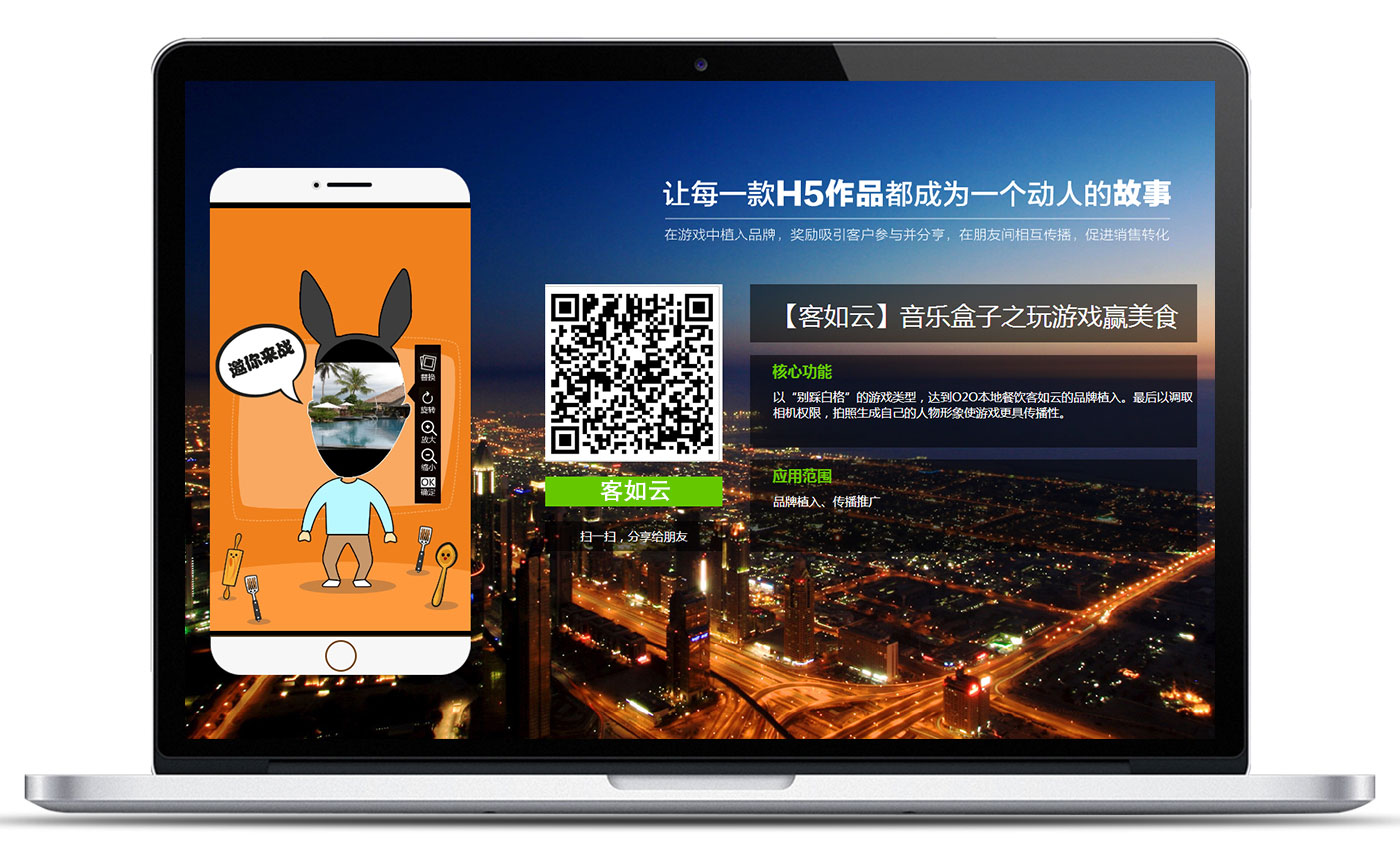 让每一款H5作品都成为一个动人的故事
在游戏中植入品牌，奖励吸引客户参与并分享，在朋友间相互传播，促进销售转化
邀你来战
替换
旋转
放大
缩小
OK
确定
客如云
扫一扫，分享给朋友
【客如云】音乐盒子之玩游戏赢美食
核心功能
以“别踩白格”的游戏类型，达到O2O本地餐饮客如云的品牌植入。最后以调取
相机权限，拍照生成自己的人物形象使游戏更具传播性。
应用范围
品牌植入、传播推广